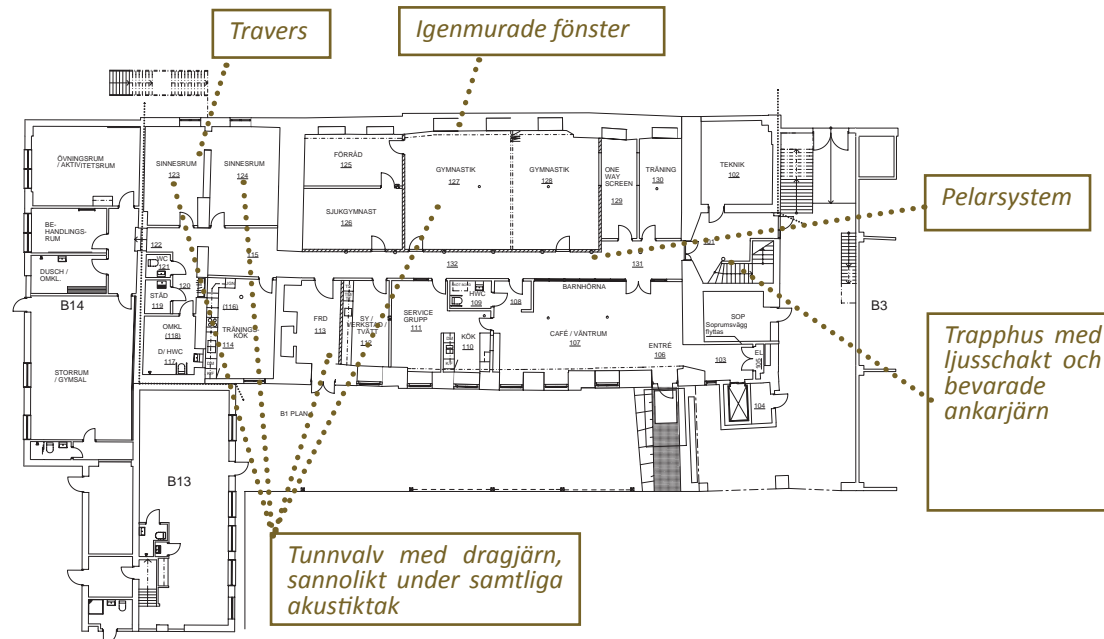 Travers
Igenmurade fönster
ÖVNINGSRUM
/ AKTIVITETSRUM
SINNESRUM
123
SINNESRUM
124
FÖRRÅD
125
GYMNASTIK
127
GYMNASTIK
128
ONE
WAY
SCREEN
129
TRÄNING
130
TEKNIK
102
Pelarsystem
SJUKGYMNAST
126
BE-
HANDLINGS-
RUM
122
115
101
WC
121
132
131
DUSCH /
OMKL.
120
STÄD
119
B14
(116)
HWC
109
108
BARNHÖRNA
B3
FRD
113
SY /
VERKSTAD /
TVÄTT
112
SERVICE
GRUPP
111
SOP
Soprumsvägg
flyttas
OMKL
(118)
TRÄNINGS-
KÖK
114
KÖK
110
CAFÉ / VÄNTRUM
107
ENTRÉ
106
103
EL
105
D/ HWC
117
Trapphus med
ljusschakt och
bevarade
ankarjärn
STORRUM
/ GYMSAL
104
B1 PLAN
B13
Tunnvalv med dragjärn,
sannolikt under samtliga
akustiktak